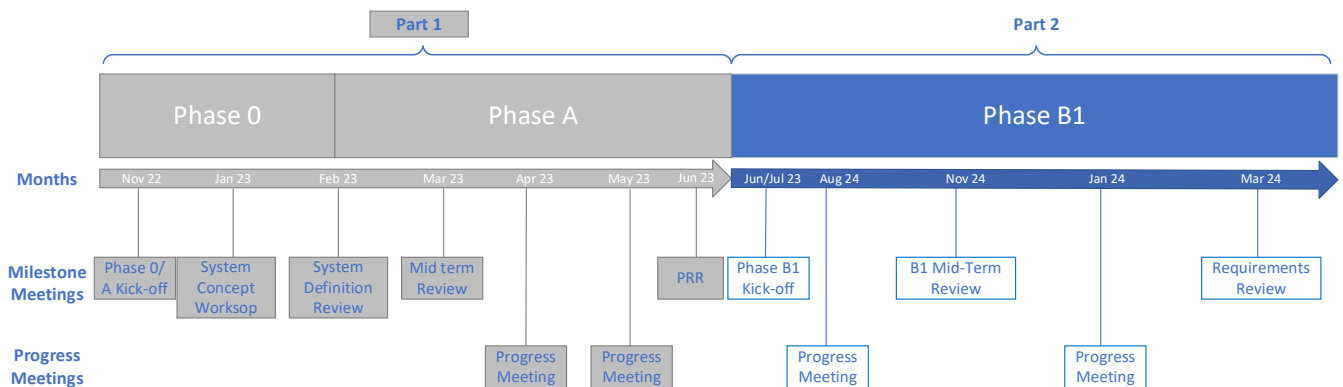 Part 1
Part 2
Phase 0
Phase A
Phase B1
Months
Nov 22
Jan 23
Feb 23
Mar 23
Apr 23
May 23
Jun 23
Jun/Jul 23
Aug 24
Nov 24
Jan 24
Mar 24
Milestone
Meetings
Phase 0/
A Kick-off
System
Concept
Worksop
System
Definition
Review
Mid term
Review
PRR
Phase B1
Kick-off
B1 Mid-Term
Review
Requirements
Review
Progress
Meetings
Progress
Meeting
Progress
Meeting
Progress
Meeting
Progress
Meeting